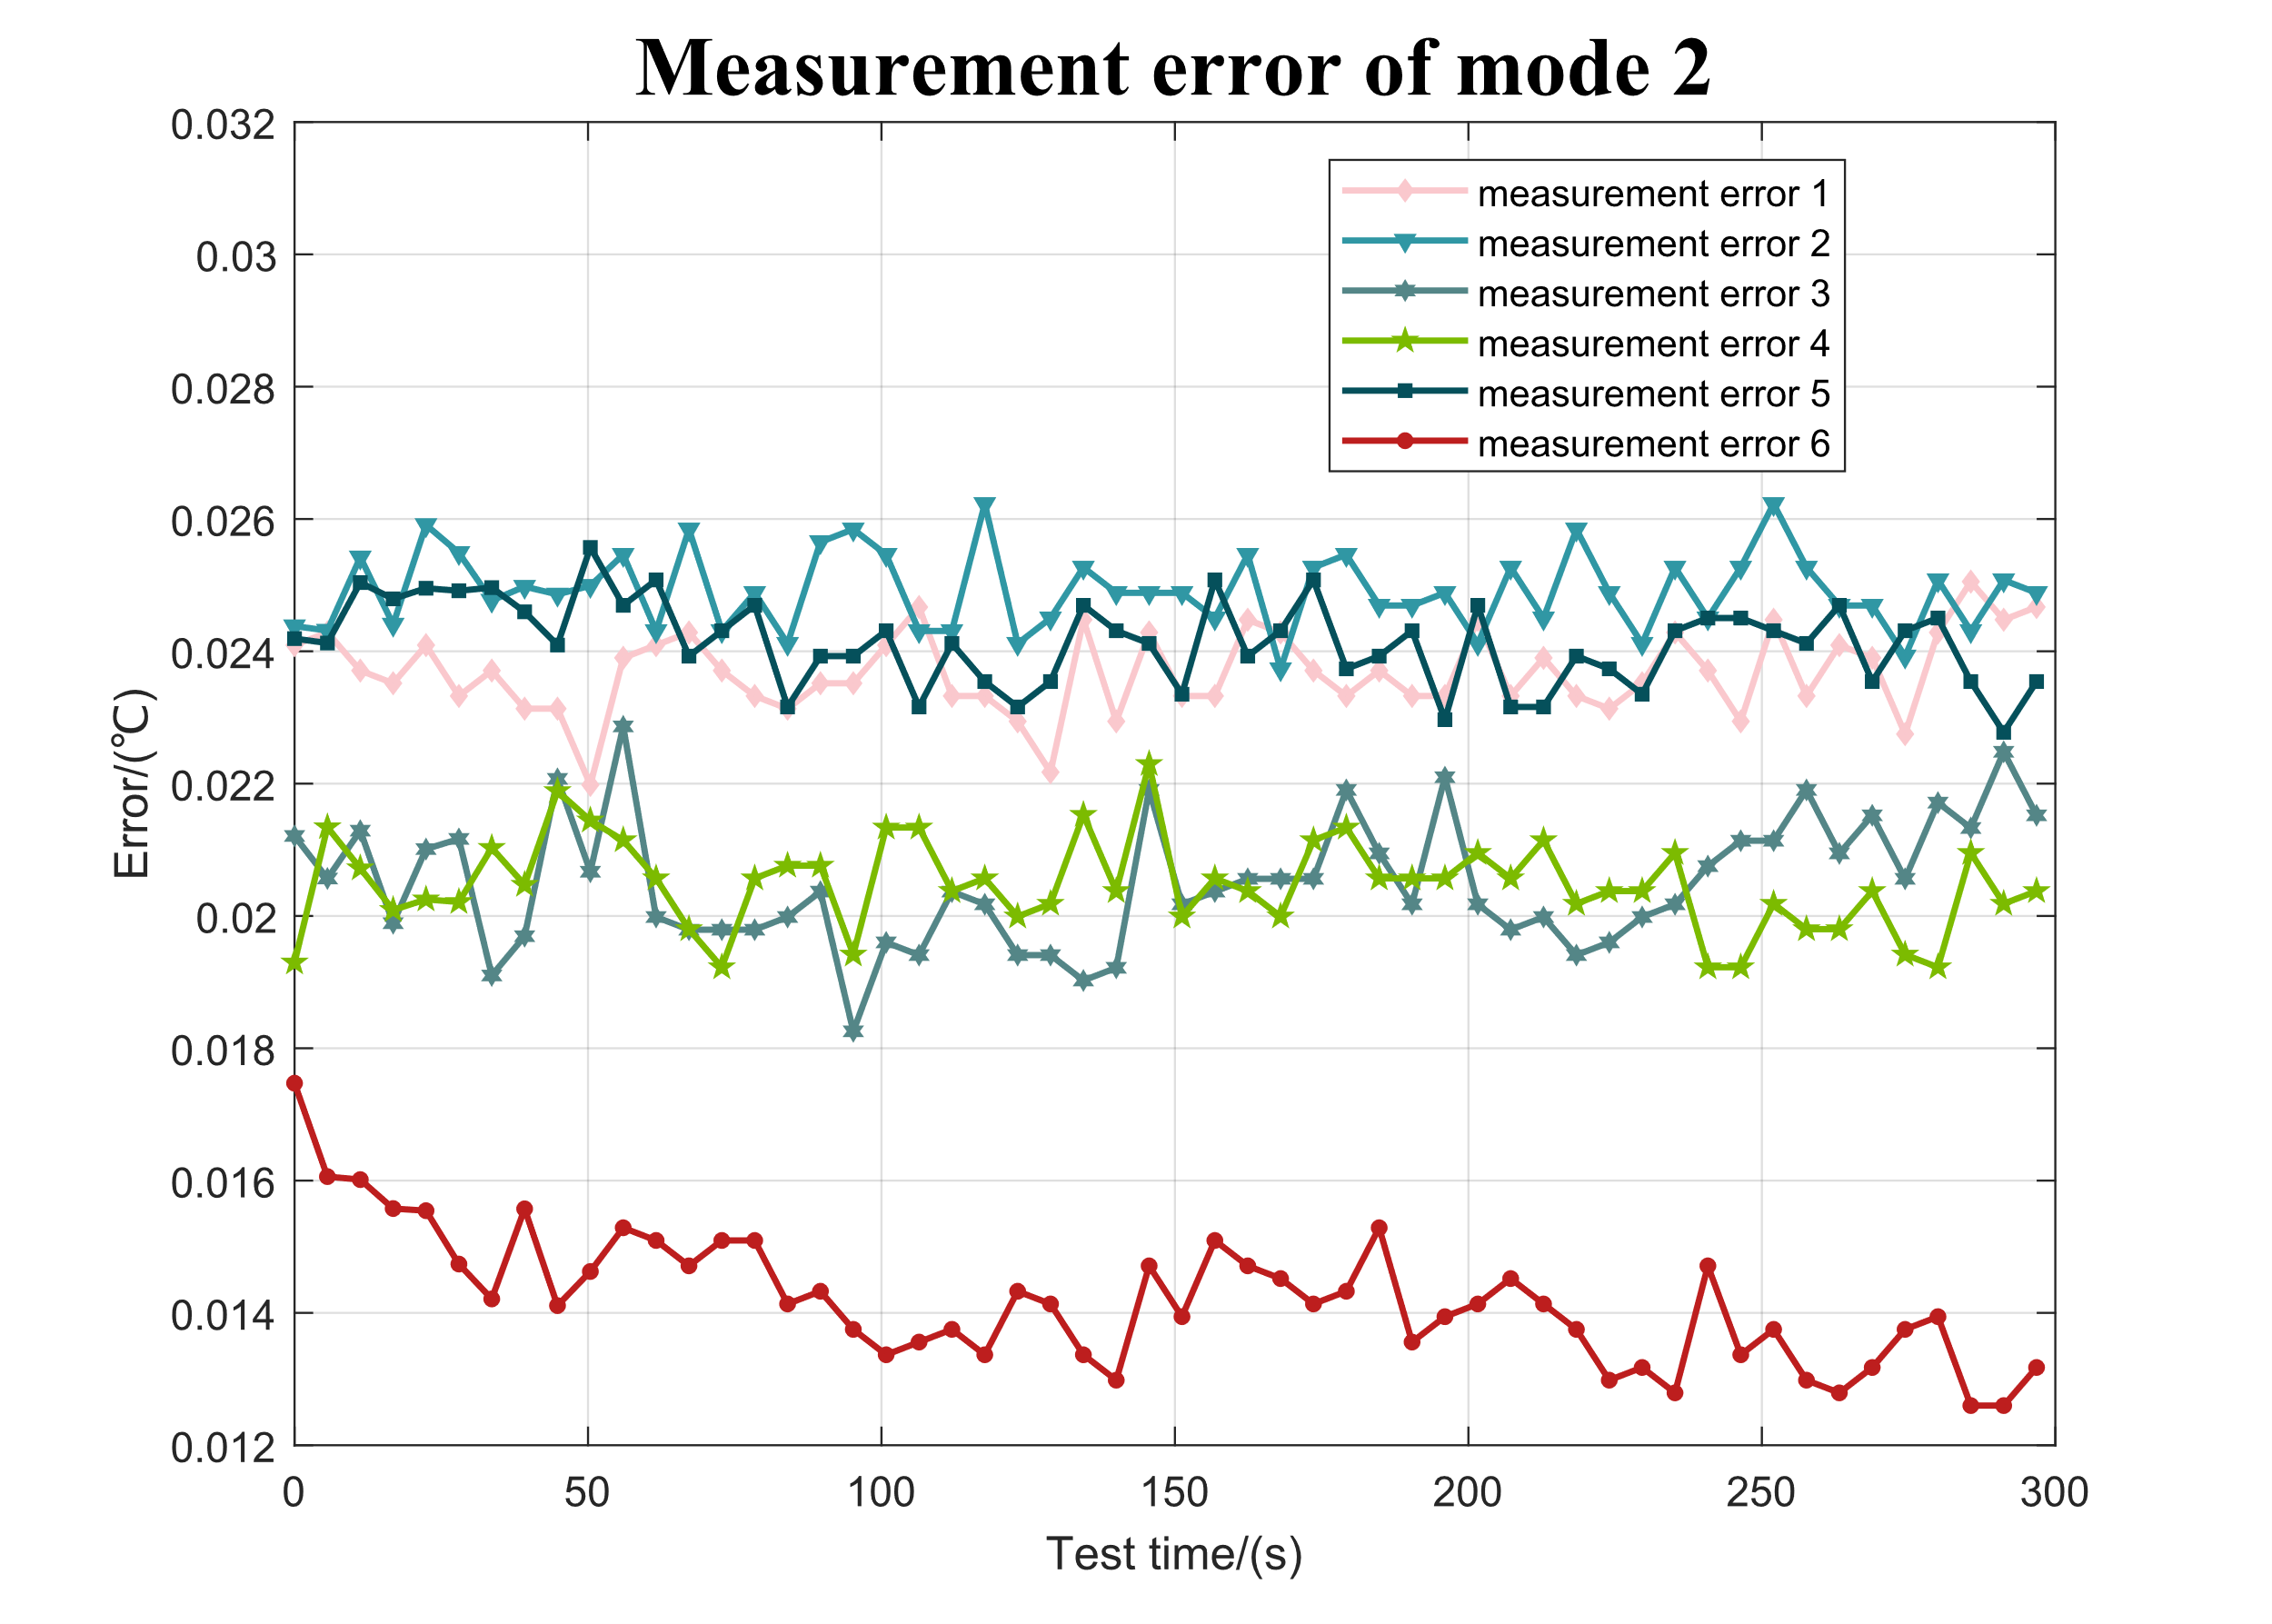 Measurement error of mode 2
0.032
0.03
0.028
0.026
0.024
0.022
0.02
0.018
0.016
0.014
0.012
Error/(℃)
measurement error 1
measurement error 2
measurement error 3
measurement error 4
measurement error 5
measurement error 6
0 50 100 150 200 250 300
Test time/(s)